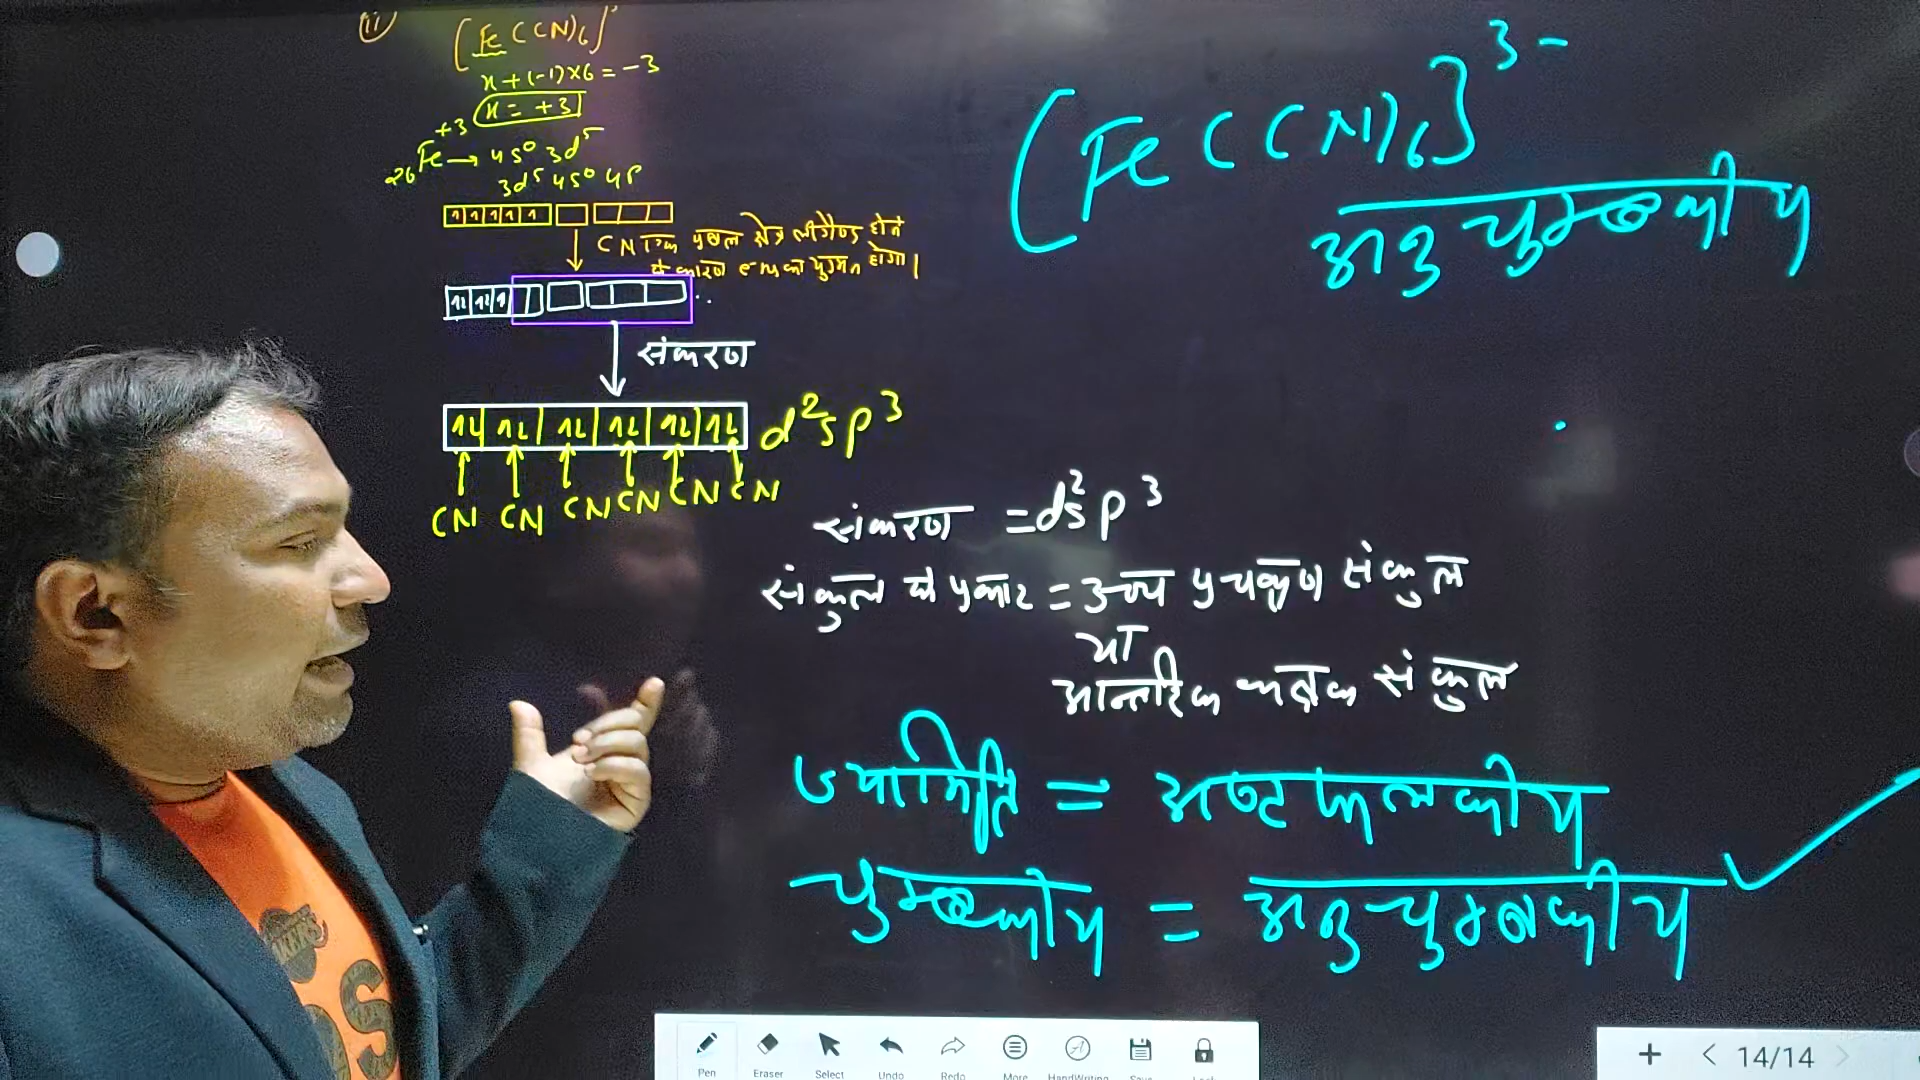 (ii) [Fe(CN)6]3-
x+(-1)×6=-3
x = +3
+3
26Fe → 4s⁰ 3d⁵
3d⁵ 4s⁰ 4p
CN एक प्रबल क्षेत्र लीगैण्ड होने
के कारण e⁻ का युग्मन होगा।
संकरण
d²sp³
CN CN CN CN CN CN
[Fe(CN)6]³⁻
अनुचुम्बकीय
संकरण = d²sp³
संकुल के प्रकार = उच्च प्रचक्रण संकुल
या
आन्तरिक कक्षक संकुल
ज्यामिति = अष्टफलकीय
चुम्बकीय = अनुचुम्बकीय
Pen Eraser Select Undo Redo More HandWriting Save
14/14